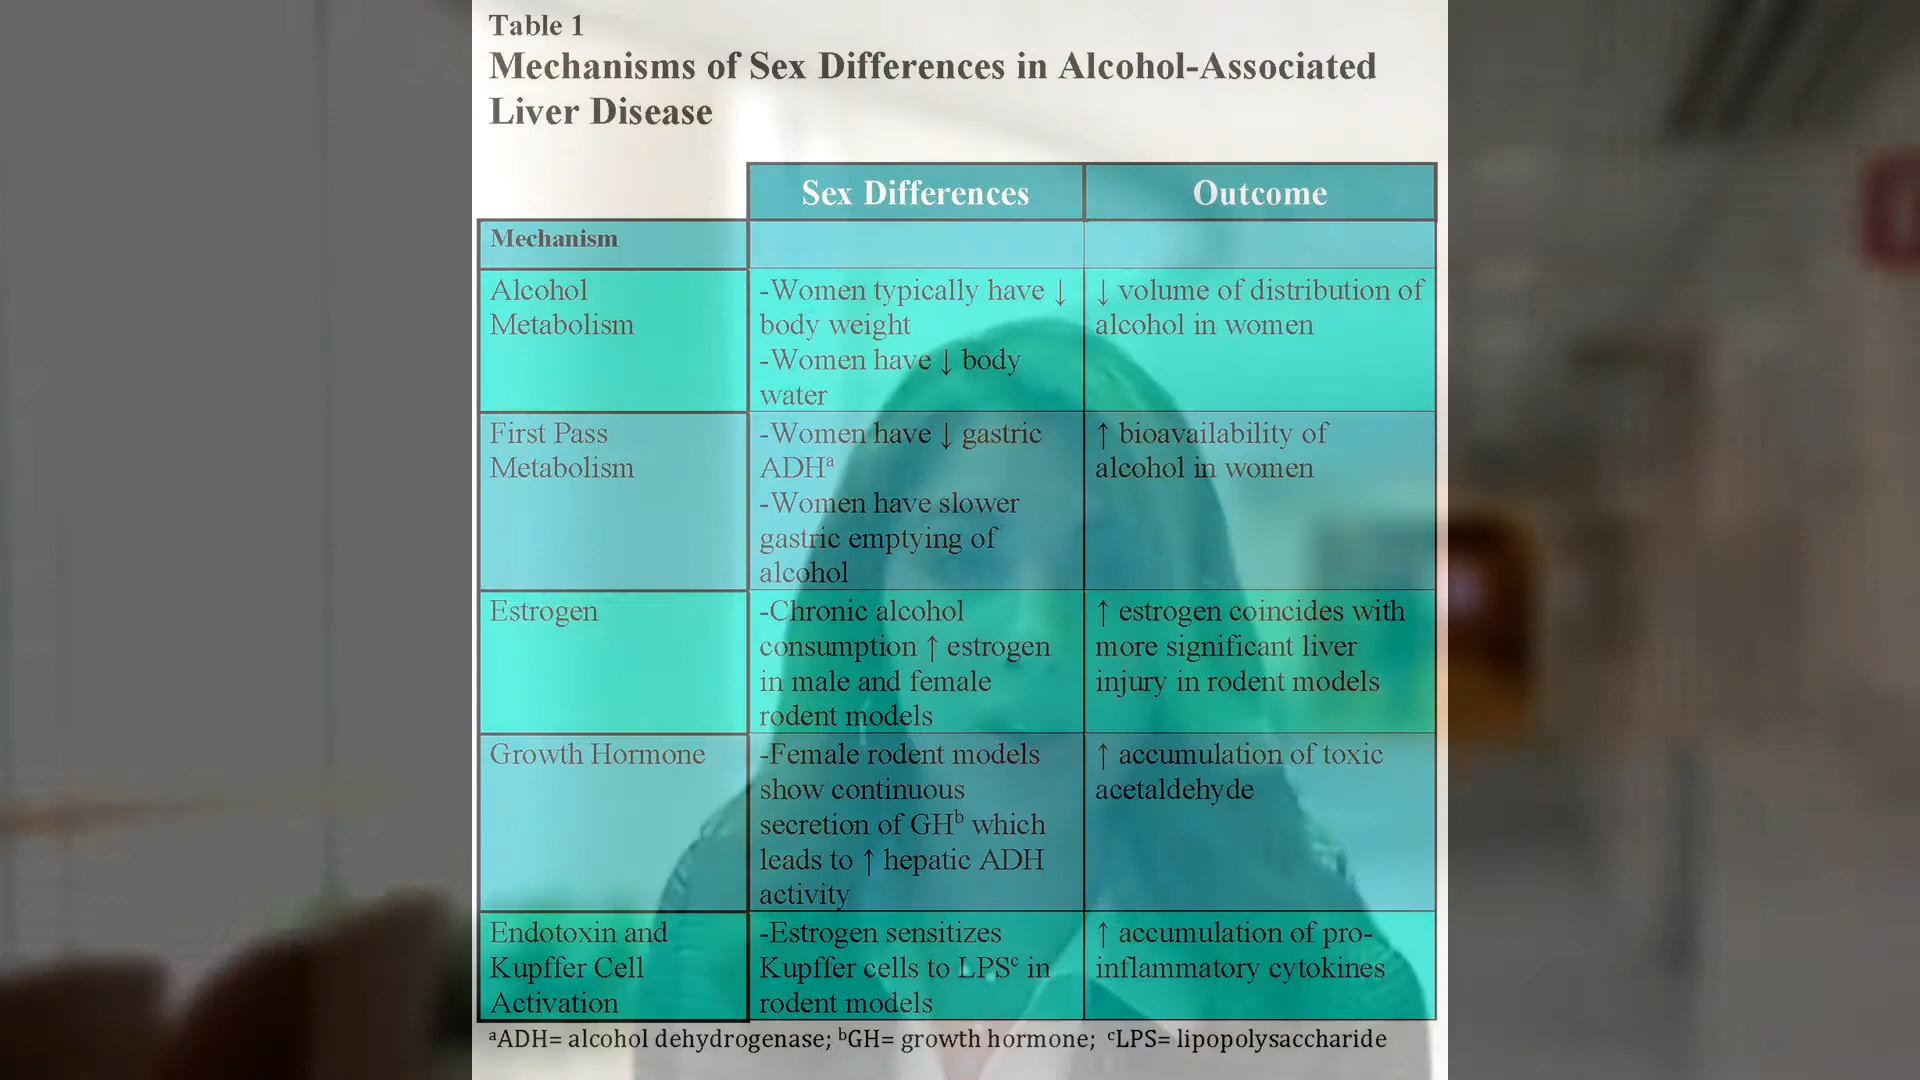 Table 1
Mechanisms of Sex Differences in Alcohol-Associated
Liver Disease
Sex Differences
Outcome
Mechanism
Alcohol
Metabolism
-Women typically have ↓
body weight
-Women have ↓ body
water
↓ volume of distribution of
alcohol in women
First Pass
Metabolism
-Women have ↓ gastric
ADHᵃ
-Women have slower
gastric emptying of
alcohol
↑ bioavailability of
alcohol in women
Estrogen
-Chronic alcohol
consumption ↑ estrogen
in male and female
rodent models
↑ estrogen coincides with
more significant liver
injury in rodent models
Growth Hormone
-Female rodent models
show continuous
secretion of GHᵇ which
leads to ↑ hepatic ADH
activity
↑ accumulation of toxic
acetaldehyde
Endotoxin and
Kupffer Cell
Activation
-Estrogen sensitizes
Kupffer cells to LPSᶜ in
rodent models
↑ accumulation of pro-
inflammatory cytokines
ᵃADH= alcohol dehydrogenase; ᵇGH= growth hormone; ᶜLPS= lipopolysaccharide